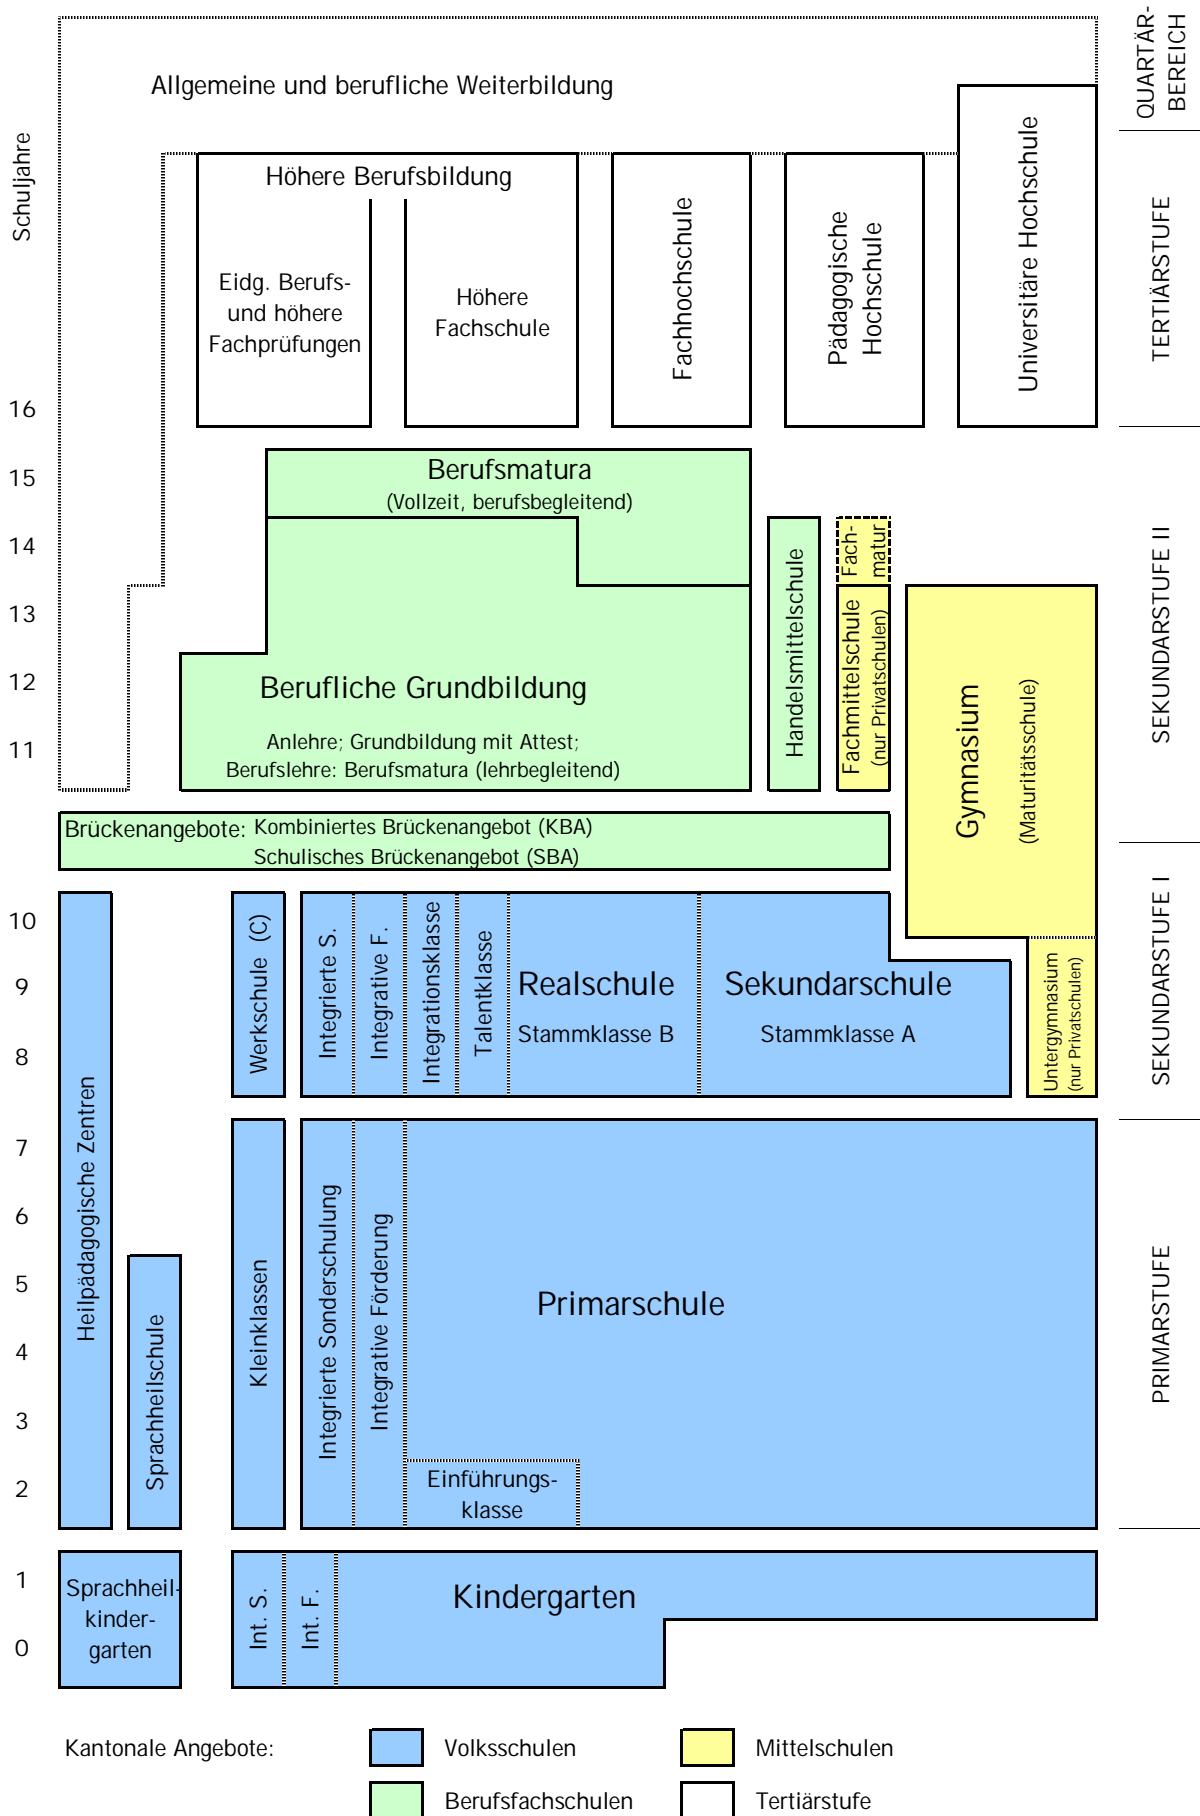 QUARTÄR-
BEREICH
Allgemeine und berufliche Weiterbildung
Schuljahre
Höhere Berufsbildung
Eidg. Berufs-
und höhere
Fachprüfungen
Höhere
Fachschule
Fachhochschule
Pädagogische
Hochschule
Universitäre Hochschule
TERTIÄRSTUFE
16
15
14
13
12
11
Berufsmatura
(Vollzeit, berufsbegleitend)
Berufliche Grundbildung
Anlehre; Grundbildung mit Attest;
Berufslehre: Berufsmatura (lehrbegleitend)
Handelsmittelschule
Fach-
matur
Fachmittelschule
(nur Privatschulen)
Gymnasium
(Maturitätsschule)
SEKUNDARSTUFE II
Brückenangebote: Kombiniertes Brückenangebot (KBA)
Schulisches Brückenangebot (SBA)
10
9
8
Heilpädagogische Zentren
Werkschule (C)
Integrierte S.
Integrative F.
Integrationsklasse
Talentklasse
Realschule
Stammklasse B
Sekundarschule
Stammklasse A
Untergymnasium
(nur Privatschulen)
SEKUNDARSTUFE I
7
6
5
4
3
2
Sprachheilschule
Kleinklassen
Integrierte Sonderschulung
Integrative Förderung
Primarschule
Einführungs-
klasse
PRIMARSTUFE
1
0
Sprachheil-
kinder-
garten
Int. S.
Int. F.
Kindergarten
Kantonale Angebote:
Volksschulen
Mittelschulen
Berufsfachschulen
Tertiärstufe